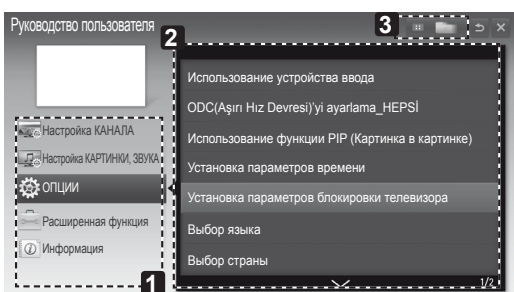 Руководство пользователя
2
3
Использование устройства ввода
ODC(Aşırı Hız Devresi)'yi ayarlama_HEPSİ
Использование функции PIP (Картинка в картинке)
Установка параметров времени
Установка параметров блокировки телевизора
Выбор языка
Выбор страны
1/2
Настройка КАНАЛА
Настройка КАРТИНКИ, ЗВУКА
ОПЦИИ
Расширенная функция
Информация
1